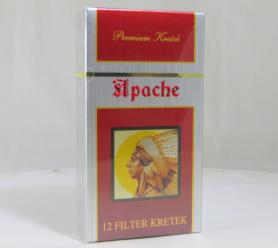 Premium Kretek
Apache
12 FILTER KRETEK